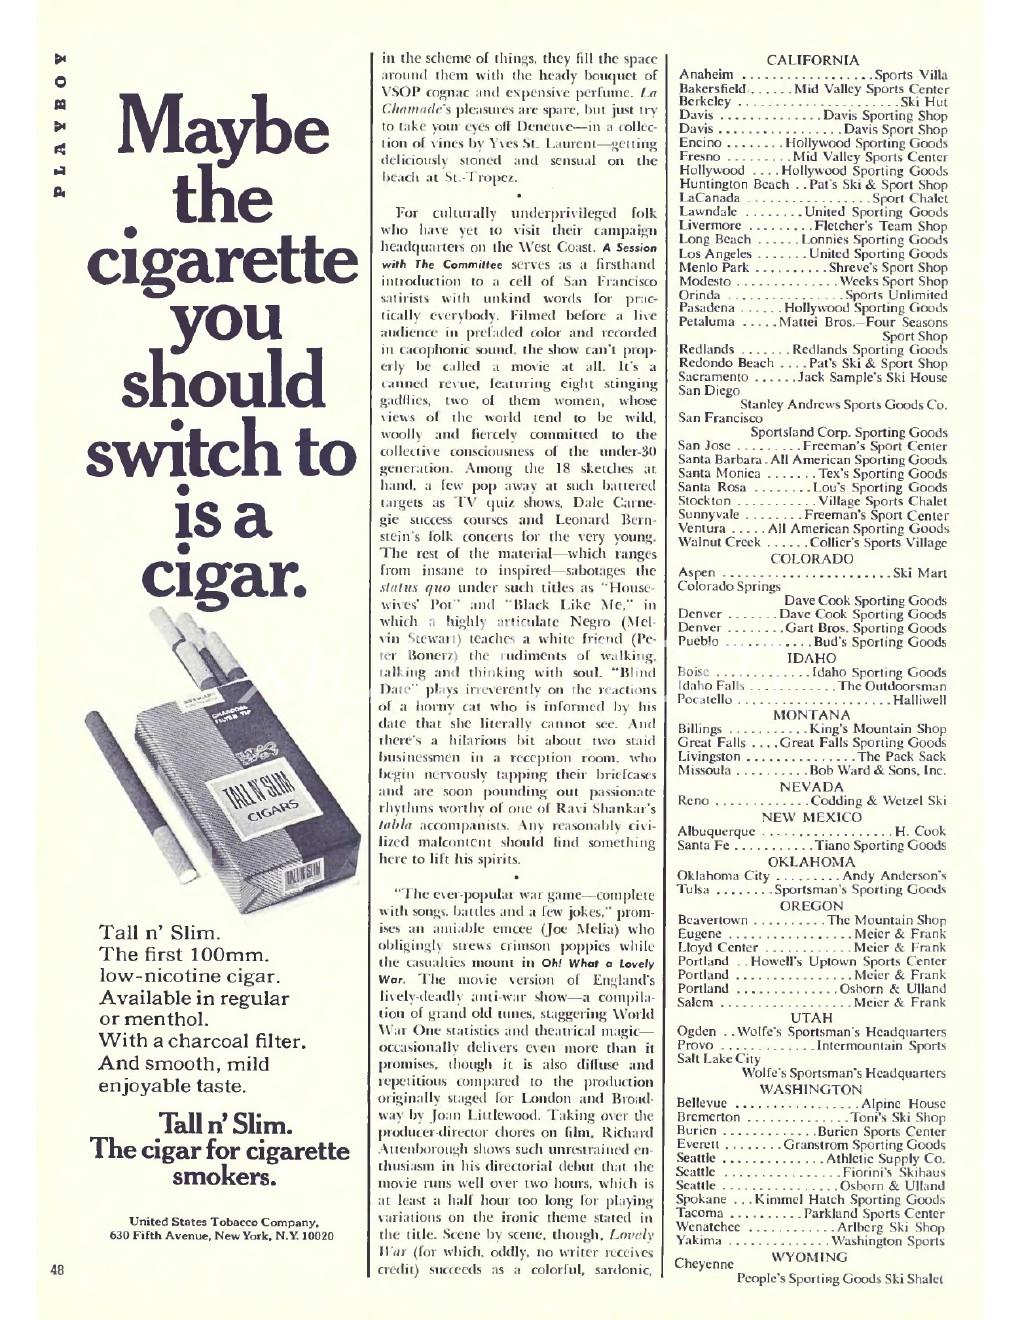 PLAYBOY
Maybe
the
cigarette
you
should
switch to
is a
cigar.
CHARCOAL
FILTER TIP
TALL N' SLIM
CIGARS
TALL N' SLIM
Tall n' Slim.
The first 100mm.
low-nicotine cigar.
Available in regular
or menthol.
With a charcoal filter.
And smooth, mild
enjoyable taste.
Tall n' Slim.
The cigar for cigarette
smokers.
United States Tobacco Company,
630 Fifth Avenue, New York, N.Y. 10020
48
in the scheme of things, they fill the space
around them with the heady bouquet of
VSOP cognac and expensive perfume. La
Chamade's pleasures are spare, but just try
to take your eyes off Deneuve—in a collec-
tion of vines by Yves St. Laurent—getting
deliciously stoned and sensual on the
beach at St.-Tropez.
•
For culturally underprivileged folk
who have yet to visit their campaign
headquarters on the West Coast, A Session
with The Committee serves as a firsthand
introduction to a cell of San Francisco
satirists with unkind words for prac-
tically everybody. Filmed before a live
audience in prefaded color and recorded
in cacophonic sound, the show can't prop-
erly be called a movie at all. It's a
canned revue, featuring eight stinging
gadflies, two of them women, whose
views of the world tend to be wild,
woolly and fiercely committed to the
collective consciousness of the under-30
generation. Among the 18 sketches at
hand, a few pop away at such battered
targets as TV quiz shows, Dale Carne-
gie success courses and Leonard Bern-
stein's folk concerts for the very young.
The rest of the material—which ranges
from insane to inspired—sabotages the
status quo under such titles as "House-
wives' Pot" and "Black Like Me," in
which a highly articulate Negro (Mel-
vin Stewart) teaches a white friend (Pe-
ter Bonerz) the rudiments of walking,
talking and thinking with soul. "Blind
Date" plays irreverently on the reactions
of a horny cat who is informed by his
date that she literally cannot see. And
there's a hilarious bit about two staid
businessmen in a reception room, who
begin nervously tapping their briefcases
and are soon pounding out passionate
rhythms worthy of one of Ravi Shankar's
tabla accompanists. Any reasonably civi-
lized malcontent should find something
here to lift his spirits.
•
"The ever-popular war game—complete
with songs, battles and a few jokes," prom-
ises an amiable emcee (Joe Melia) who
obligingly strews crimson poppies while
the casualties mount in Oh! What a Lovely
War. The movie version of England's
lively-deadly anti-war show—a compila-
tion of grand old tunes, staggering World
War One statistics and theatrical magic—
occasionally delivers even more than it
promises, though it is also diffuse and
repetitious compared to the production
originally staged for London and Broad-
way by Joan Littlewood. Taking over the
producer-director chores on film, Richard
Attenborough shows such unrestrained en-
thusiasm in his directorial debut that the
movie runs well over two hours, which is
at least a half hour too long for playing
variations on the ironic theme stated in
the title. Scene by scene, though, Lovely
War (for which, oddly, no writer receives
credit) succeeds as a colorful, sardonic,
CALIFORNIA
Anaheim .................Sports Villa
Bakersfield.......Mid Valley Sports Center
Berkeley .....................Ski Hut
Davis ..............Davis Sporting Shop
Davis ................Davis Sport Shop
Encino ........Hollywood Sporting Goods
Fresno .........Mid Valley Sports Center
Hollywood ....Hollywood Sporting Goods
Huntington Beach ..Pat's Ski & Sport Shop
LaCanada ................Sport Chalet
Lawndale ........United Sporting Goods
Livermore .........Fletcher's Team Shop
Long Beach ......Lonnies Sporting Goods
Los Angeles .......United Sporting Goods
Menlo Park ..........Shreve's Sport Shop
Modesto ..............Weeks Sport Shop
Orinda ...............Sports Unlimited
Pasadena ......Hollywood Sporting Goods
Petaluma .....Mattei Bros.—Four Seasons
Sport Shop
Redlands .......Redlands Sporting Goods
Redondo Beach ....Pat's Ski & Sport Shop
Sacramento ......Jack Sample's Ski House
San Diego
Stanley Andrews Sports Goods Co.
San Francisco
Sportsland Corp. Sporting Goods
San Jose .........Freeman's Sport Center
Santa Barbara.All American Sporting Goods
Santa Monica .......Tex's Sporting Goods
Santa Rosa ........Lou's Sporting Goods
Stockton ...........Village Sports Chalet
Sunnyvale ........Freeman's Sport Center
Ventura .....All American Sporting Goods
Walnut Creek ......Collier's Sports Village
COLORADO
Aspen ......................Ski Mart
Colorado Springs
Dave Cook Sporting Goods
Denver .......Dave Cook Sporting Goods
Denver ........Gart Bros. Sporting Goods
Pueblo ............Bud's Sporting Goods
IDAHO
Boise .............Idaho Sporting Goods
Idaho Falls ............The Outdoorsman
Pocatello ...................Halliwell
MONTANA
Billings ...........King's Mountain Shop
Great Falls ....Great Falls Sporting Goods
Livingston ...............The Pack Sack
Missoula ..........Bob Ward & Sons, Inc.
NEVADA
Reno .............Codding & Wetzel Ski
NEW MEXICO
Albuquerque .................H. Cook
Santa Fe ...........Tiano Sporting Goods
OKLAHOMA
Oklahoma City .........Andy Anderson's
Tulsa ........Sportsman's Sporting Goods
OREGON
Beavertown ..........The Mountain Shop
Eugene .................Meier & Frank
Lloyd Center ............Meier & Frank
Portland ..Howell's Uptown Sports Center
Portland ................Meier & Frank
Portland ..............Osborn & Ulland
Salem ..................Meier & Frank
UTAH
Ogden ..Wolfe's Sportsman's Headquarters
Provo .............Intermountain Sports
Salt Lake City
Wolfe's Sportsman's Headquarters
WASHINGTON
Bellevue .................Alpine House
Bremerton ..............Toni's Ski Shop
Burien .............Burien Sports Center
Everett ........Granstrom Sporting Goods
Seattle ..............Athletic Supply Co.
Seattle .................Fiorini's Skihaus
Seattle ................Osborn & Ulland
Spokane ...Kimmel Hatch Sporting Goods
Tacoma ............Parkland Sports Center
Wenatchee ............Arlberg Ski Shop
Yakima ..............Washington Sports
WYOMING
Cheyenne
People's Sporting Goods Ski Shalet